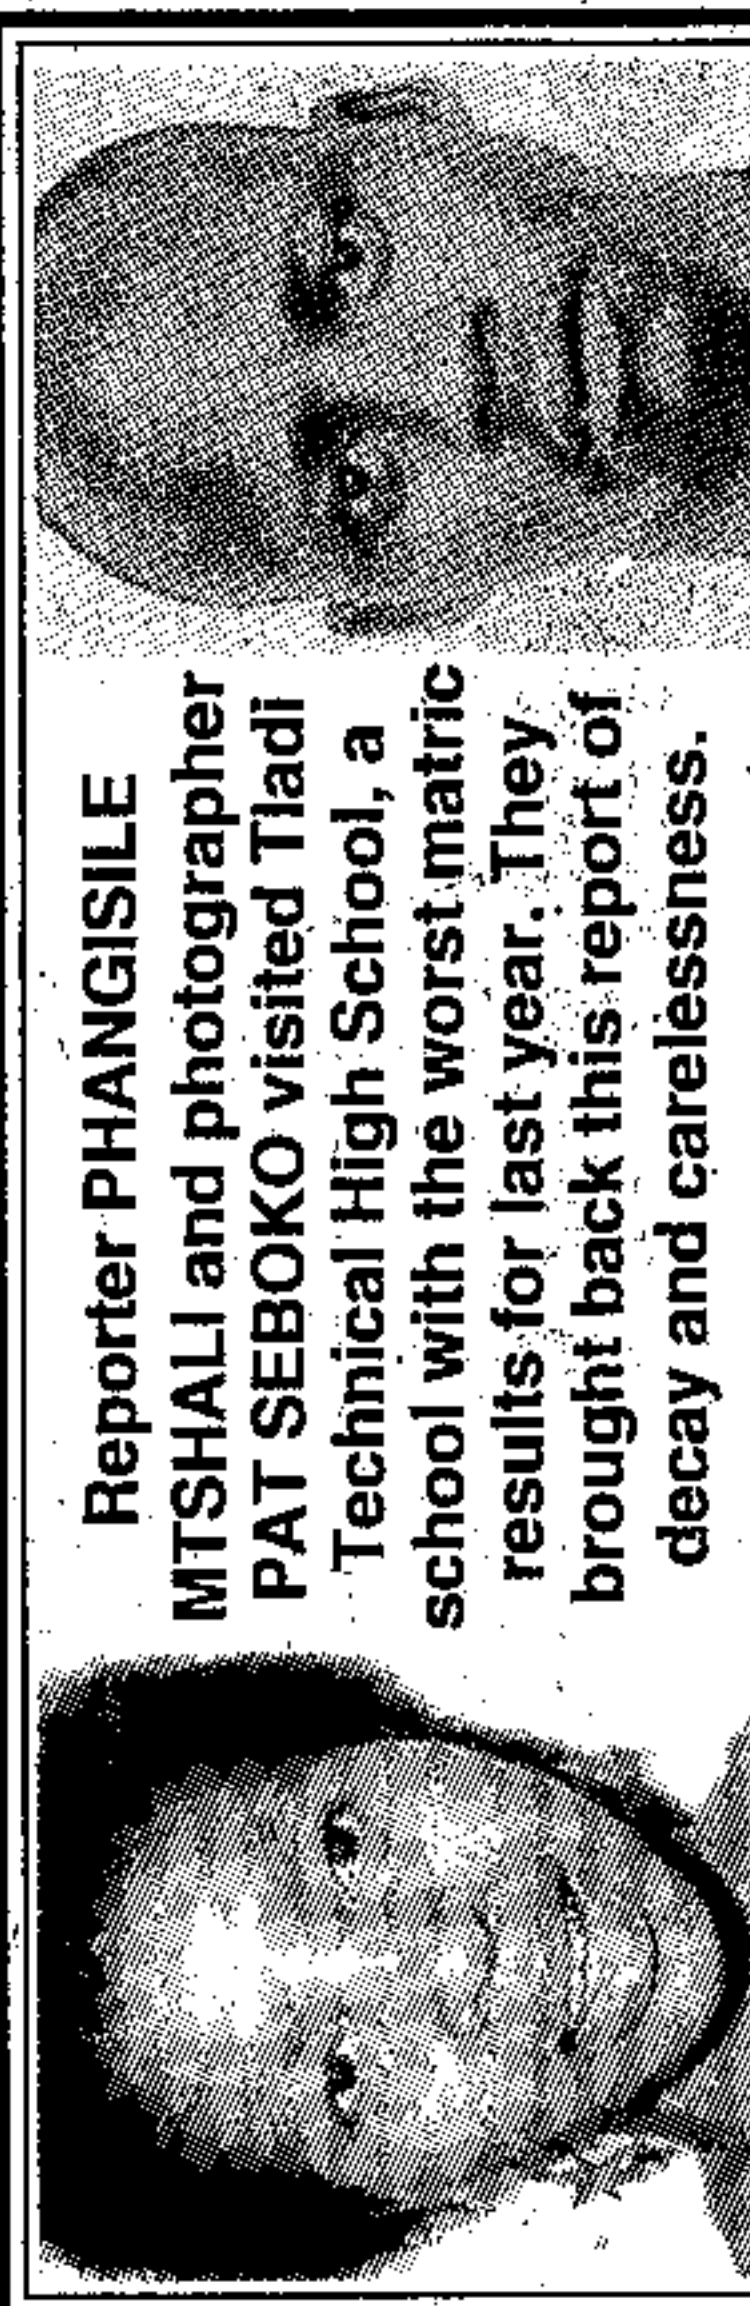 Reporter PHANGISILE
MTSHALI and photographer
PAT SEBOKO visited Tladi
Technical High School, a
school with the worst matric
results for last year. They
brought back this report of
decay and carelessness.